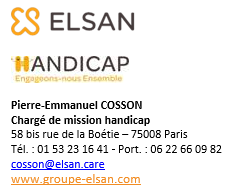 ELSAN
HANDICAP
Engageons-nous Ensemble
Pierre-Emmanuel COSSON
Chargé de mission handicap
58 bis rue de la Boétie – 75008 Paris
Tél. : 01 53 23 16 41 - Port. : 06 22 66 09 82
cosson@elsan.care
www.groupe-elsan.com